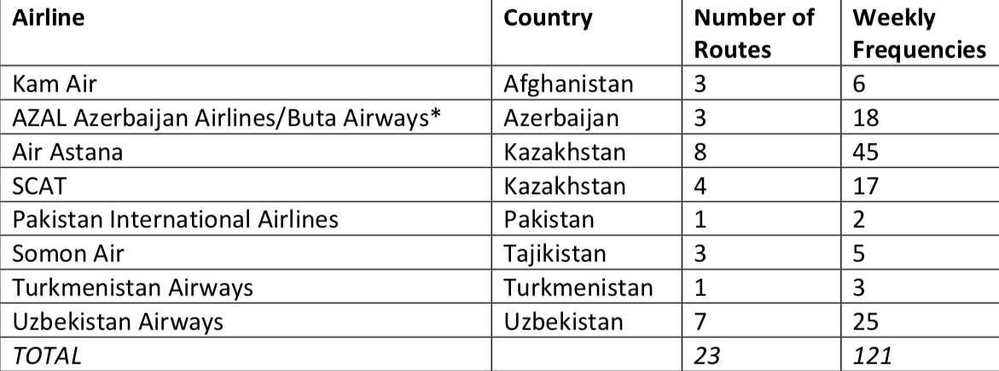 Airline Country Number of Routes Weekly Frequencies
Kam Air Afghanistan 3 6
AZAL Azerbaijan Airlines/Buta Airways* Azerbaijan 3 18
Air Astana Kazakhstan 8 45
SCAT Kazakhstan 4 17
Pakistan International Airlines Pakistan 1 2
Somon Air Tajikistan 3 5
Turkmenistan Airways Turkmenistan 1 3
Uzbekistan Airways Uzbekistan 7 25
TOTAL 23 121